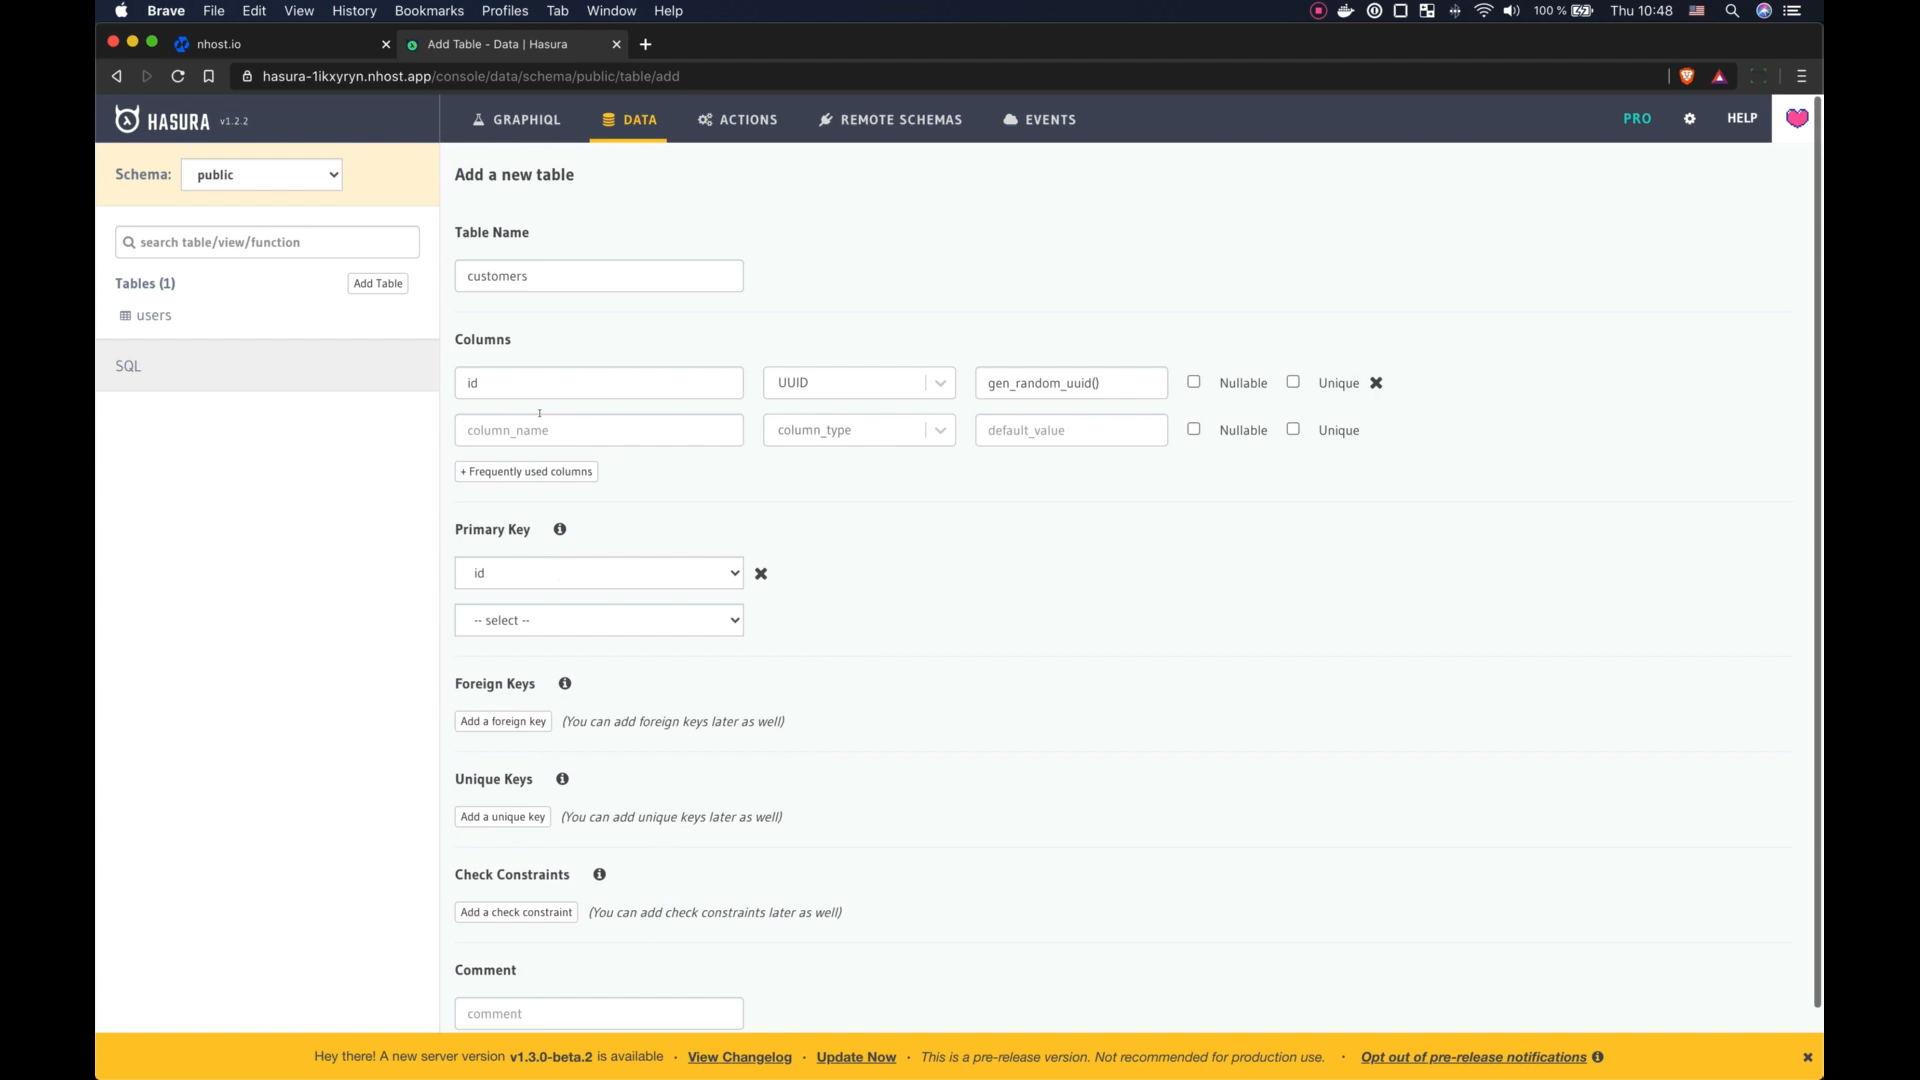 Brave File Edit View History Bookmarks Profiles Tab Window Help 100 % Thu 10:48
nhost.io Add Table - Data | Hasura
hasura-1ikxyryn.nhost.app/console/data/schema/public/table/add
HASURA v1.2.2 GRAPHIQL DATA ACTIONS REMOTE SCHEMAS EVENTS PRO HELP
Schema: public
search table/view/function
Tables (1) Add Table
users
SQL
Add a new table
Table Name
customers
Columns
id UUID gen_random_uuid() Nullable Unique
column_name column_type default_value Nullable Unique
+ Frequently used columns
Primary Key
id
-- select --
Foreign Keys
Add a foreign key (You can add foreign keys later as well)
Unique Keys
Add a unique key (You can add unique keys later as well)
Check Constraints
Add a check constraint (You can add check constraints later as well)
Comment
comment
Hey there! A new server version v1.3.0-beta.2 is available · View Changelog · Update Now · This is a pre-release version. Not recommended for production use. · Opt out of pre-release notifications